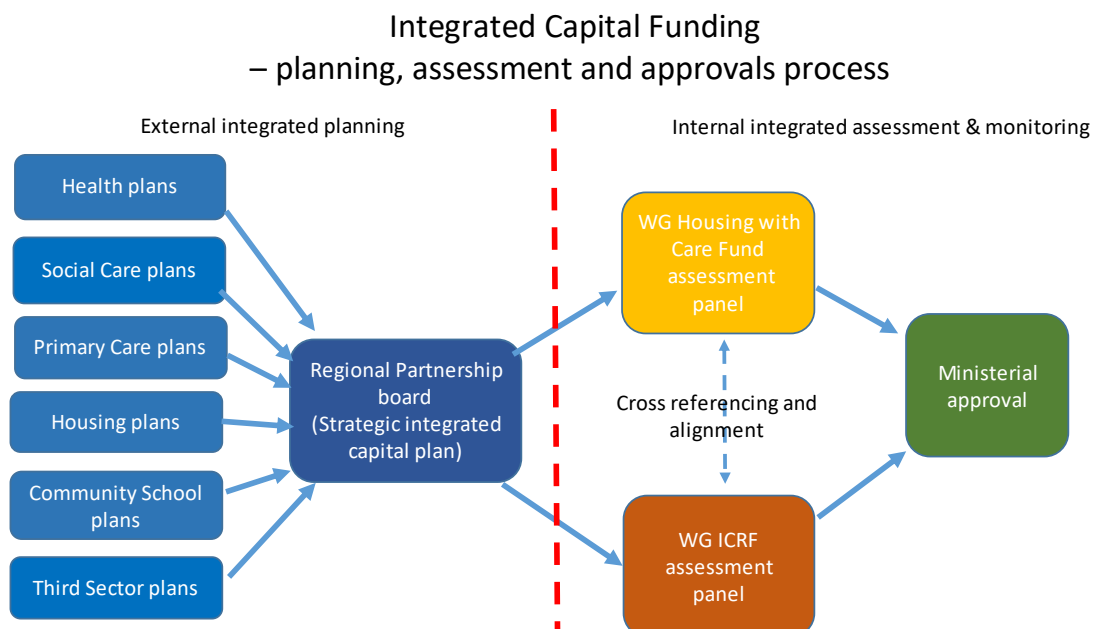 Integrated Capital Funding
– planning, assessment and approvals process
External integrated planning
Internal integrated assessment & monitoring
Health plans
Social Care plans
Primary Care plans
Housing plans
Community School
plans
Third Sector plans
Regional Partnership
board
(Strategic integrated
capital plan)
WG Housing with
Care Fund
assessment
panel
Cross referencing and
alignment
WG ICRF
assessment
panel
Ministerial
approval